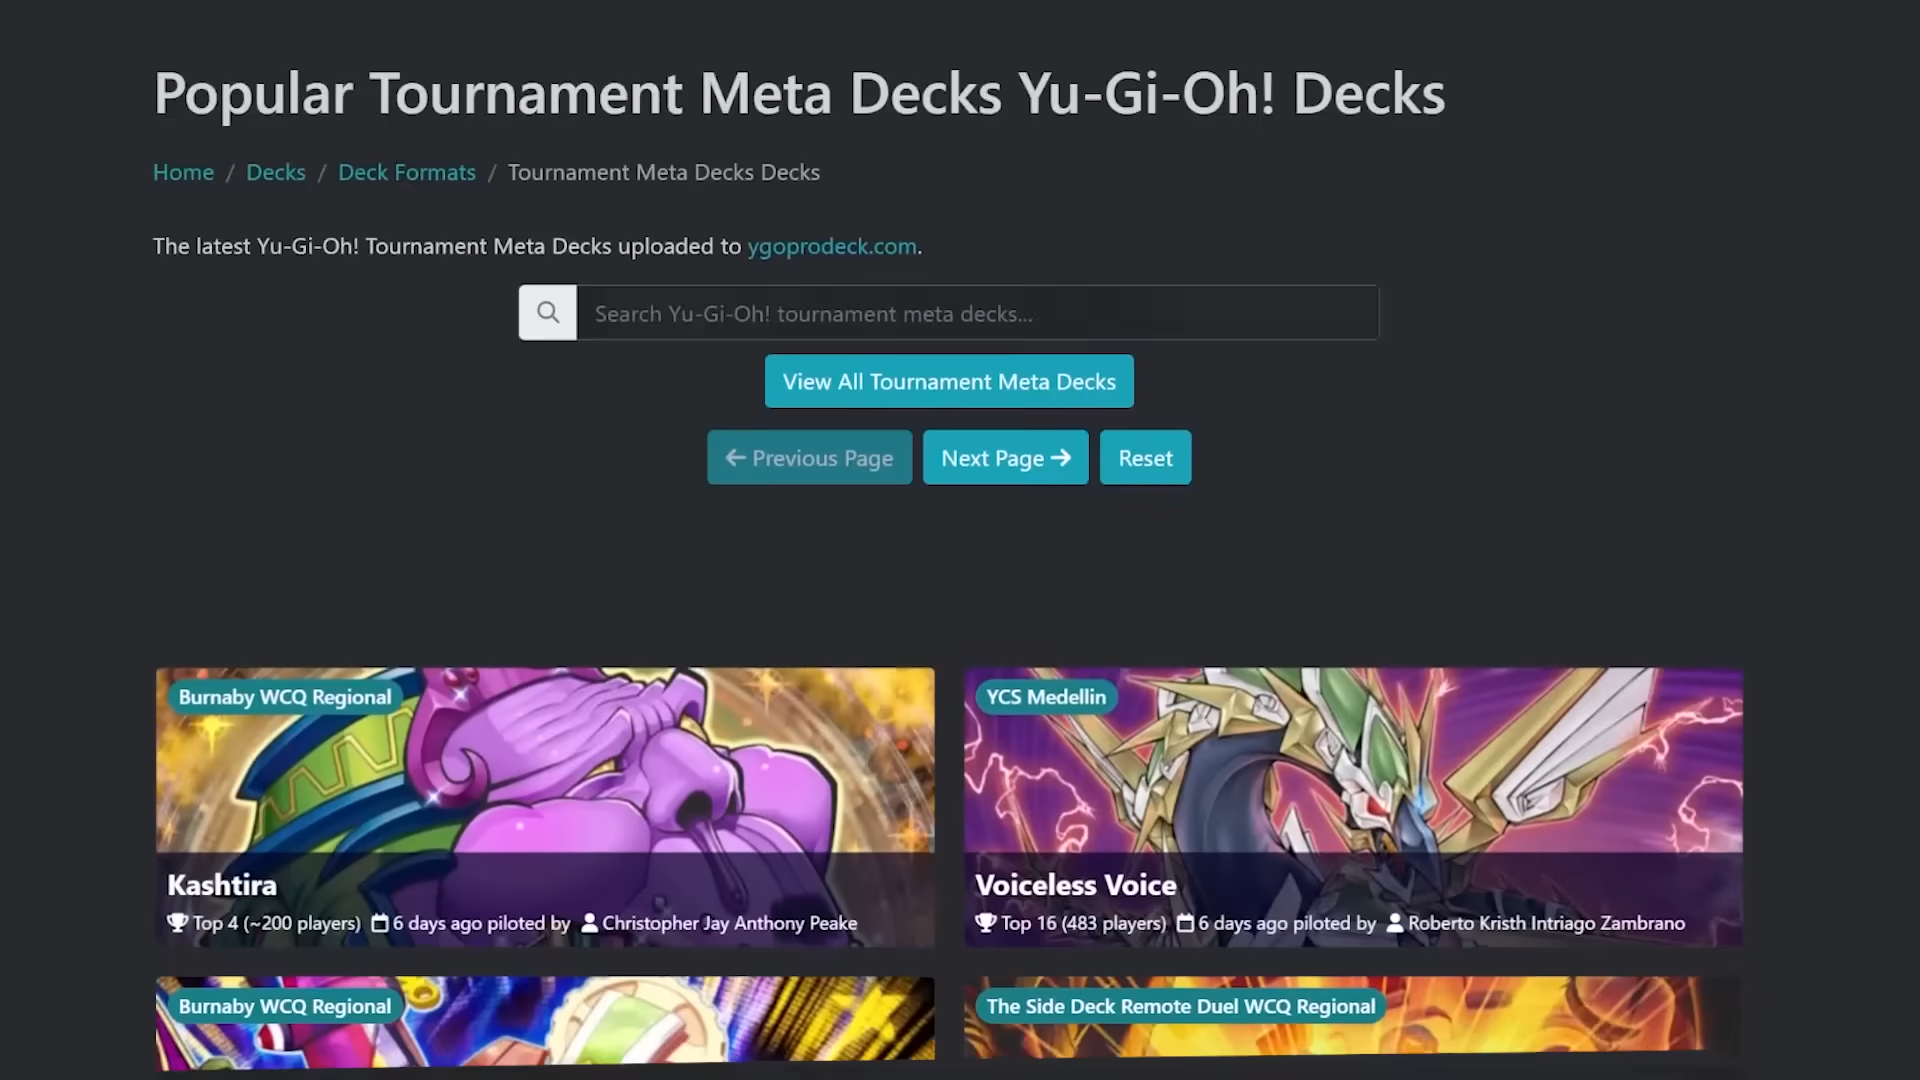 Popular Tournament Meta Decks Yu-Gi-Oh! Decks
Home / Decks / Deck Formats / Tournament Meta Decks Decks
The latest Yu-Gi-Oh! Tournament Meta Decks uploaded to ygoprodeck.com.
Search Yu-Gi-Oh! tournament meta decks...
View All Tournament Meta Decks
Previous Page
Next Page
Reset
Burnaby WCQ Regional
Kashtira
Top 4 (~200 players) 6 days ago piloted by Christopher Jay Anthony Peake
YCS Medellin
Voiceless Voice
Top 16 (483 players) 6 days ago piloted by Roberto Kristh Intriago Zambrano
Burnaby WCQ Regional
The Side Deck Remote Duel WCQ Regional